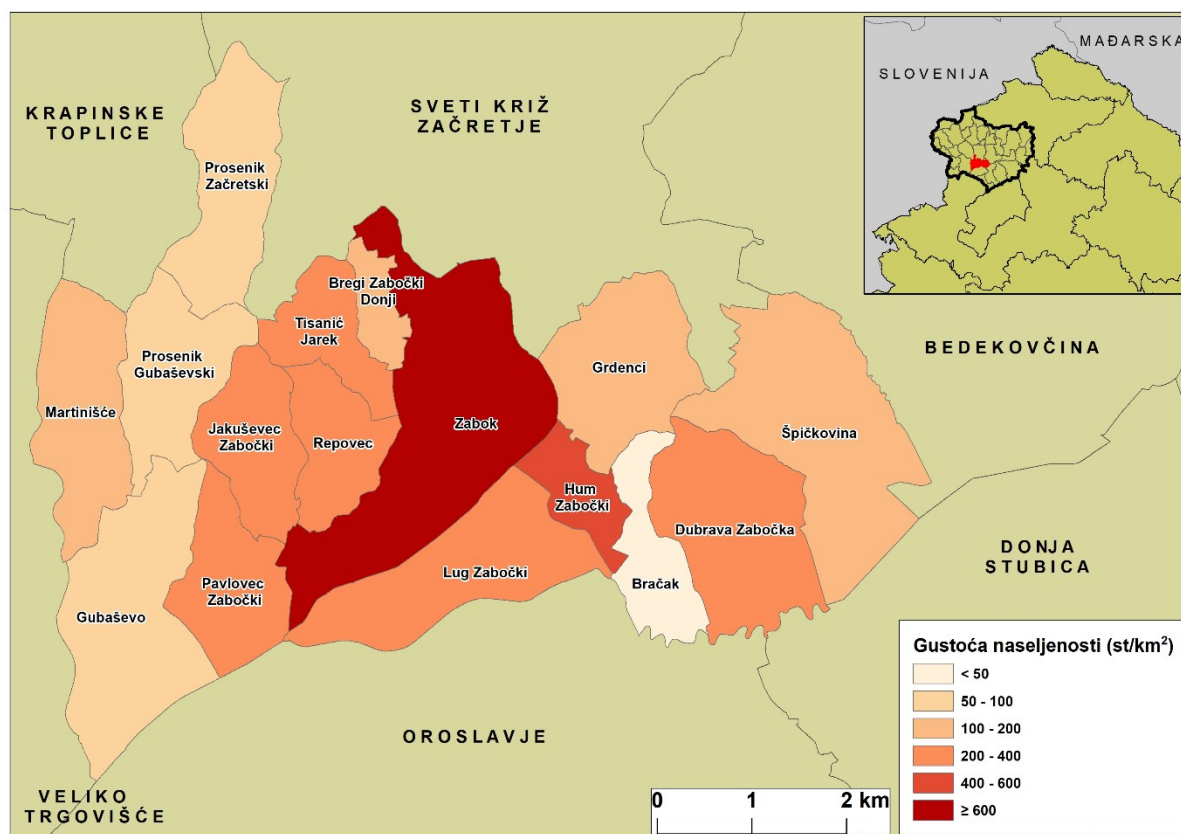 KRAPINSKE
TOPLICE
SVETI KRIŽ
ZAČRETJE
SLOVENIJA
MAĐARSKA
Prosenik
Začretski
Bregi Zabočki
Donji
Tisanić
Jarek
Prosenik
Gubaševski
Martinišće
Jakuševec
Zabočki
Repovec
Zabok
Grdenci
BEDEKOVČINA
Špičkovina
Hum
Zabočki
Dubrava Zabočka
Lug Zabočki
Bračak
Pavlovec
Zabočki
Gubaševo
DONJA
STUBICA
OROSLAVJE
VELIKO
TRGOVIŠĆE
0 1 2 km
Gustoća naseljenosti (st/km²)
< 50
50 - 100
100 - 200
200 - 400
400 - 600
≥ 600